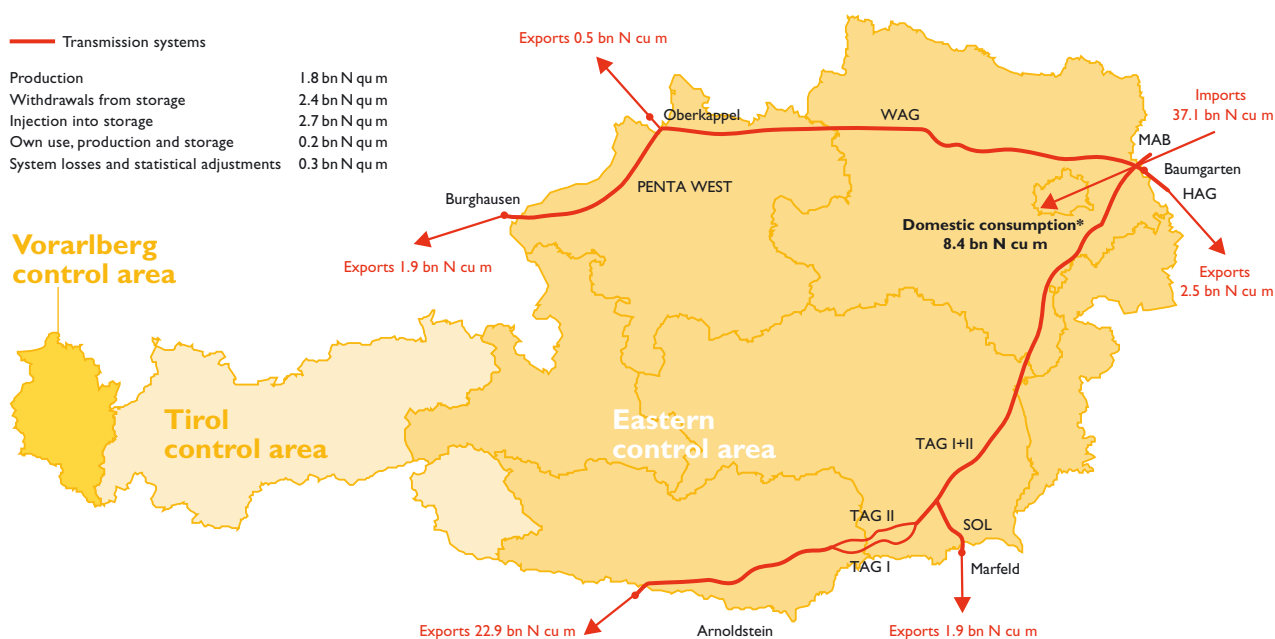 Transmission systems
Production 1.8 bn N qu m
Withdrawals from storage 2.4 bn N qu m
Injection into storage 2.7 bn N qu m
Own use, production and storage 0.2 bn N qu m
System losses and statistical adjustments 0.3 bn N qu m
Exports 0.5 bn N cu m
Oberkappel
WAG
Imports
37.1 bn N cu m
MAB
Baumgarten
HAG
PENTA WEST
Burghausen
Domestic consumption*
8.4 bn N cu m
Exports 1.9 bn N cu m
Exports
2.5 bn N cu m
Vorarlberg
control area
Tirol
control area
Eastern
control area
TAG I+II
TAG II
SOL
TAG I
Marfeld
Exports 22.9 bn N cu m
Arnoldstein
Exports 1.9 bn N cu m